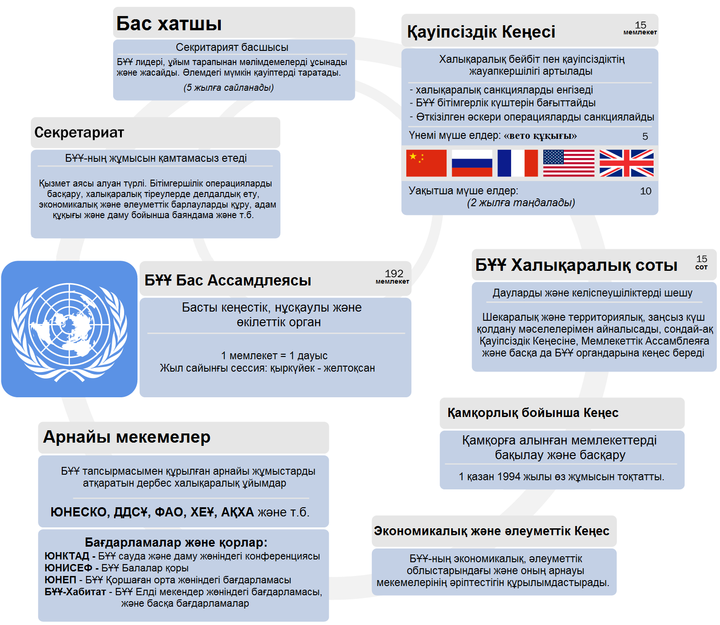 Бас хатшы
Секритарият басшысы
БҰҰ лидері, ұйым тарапынан мәлімдемелерді ұсынады
және жасайды. Әлемдегі мүмкін қауіптерді таратады.
(5 жылға сайланады)
Қауіпсіздік Кеңесі
15
мемлекет
Халықаралық бейбіт пен қауіпсіздіктің
жауапкершілігі артылады
- халықаралық санкцияларды енгізеді
- БҰҰ бітімгерлік күштерін бағыттайды
- Өткізілген әскери операцияларды санкциялайды
Үнемі мүше елдер: «вето құқығы» 5
Уақытша мүше елдер: 10
(2 жылға таңдалады)
Секретариат
БҰҰ-ның жұмысын қамтамасыз етеді
Қызмет аясы алуан түрлі. Бітімгершілік операцияларды
басқару, халықаралық тіреулерде делдалдық ету,
экономикалық және әлеуметтік барлауларды құру, адам
құқығы және даму бойынша баяндама және т.б.
БҰҰ Бас Ассамдлеясы
192
мемлекет
Басты кеңестік, нұсқаулы және
өкілеттік орган
1 мемлекет = 1 дауыс
Жыл сайынғы сессия: қыркүйек - желтоқсан
БҰҰ Халықаралық соты
15
сот
Дауларды және келіспеушіліктерді шешу
Шекаралық және территориялық, заңсыз күш
қолдану мәселелерімен айналысады, сондай-ақ
Қауіпсіздік Кеңесіне, Мемлекеттік Ассамблеяға
және басқа да БҰҰ органдарына кеңес береді
Қамқорлық бойынша Кеңес
Қамқорға алынған мемлекеттерді
бақылау және басқару
1 қазан 1994 жылы өз жұмысын тоқтатты.
Арнайы мекемелер
БҰҰ тапсырмасымен құрылған арнайы жұмыстарды
атқаратын дербес халықаралық ұйымдар
ЮНЕСКО, ДДСҰ, ФАО, ХЕҰ, АҚХА және т.б.
Бағдарламалар және қорлар:
ЮНКТАД - БҰҰ сауда және даму жөніндегі конференциясы
ЮНИСЕФ - БҰҰ Балалар қоры
ЮНЕП - БҰҰ Қоршаған орта жөніндегі бағдарламасы
БҰҰ-Хабитат - БҰҰ Елді мекендер жөніндегі бағдарламасы,
және басқа бағдарламалар
Экономикалық және әлеуметтік Кеңес
БҰҰ-ның экономикалық, әлеуметтік
облыстарындағы және оның арнауы
мекемелерінің әріптестігін құрылымдастырады.